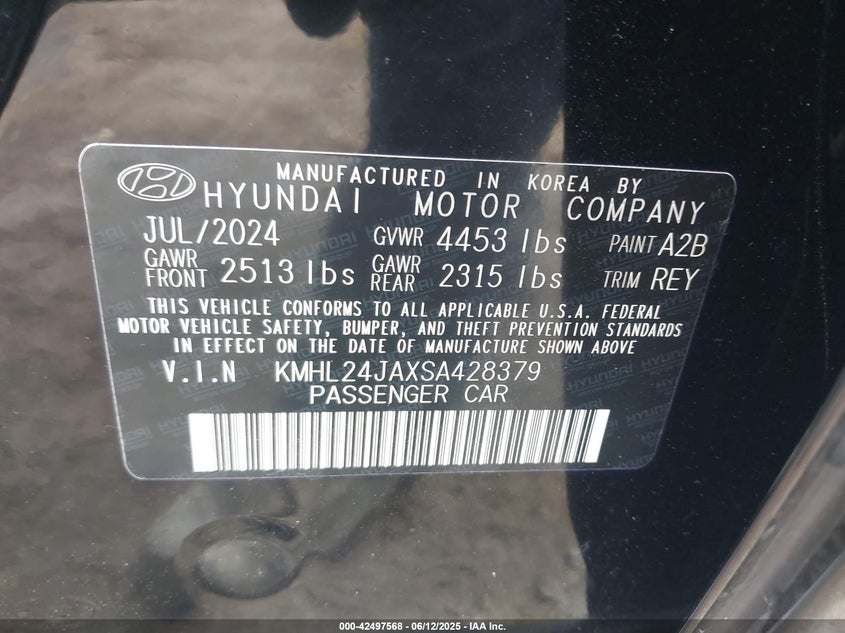 MANUFACTURED IN KOREA BY
HYUNDAI MOTOR COMPANY
JUL/2024 GVWR 4453 lbs PAINT A2B
GAWR FRONT 2513 lbs GAWR REAR 2315 lbs TRIM REY
THIS VEHICLE CONFORMS TO ALL APPLICABLE U.S.A. FEDERAL
MOTOR VEHICLE SAFETY, BUMPER, AND THEFT PREVENTION STANDARDS
IN EFFECT ON THE DATE OF MANUFACTURE SHOWN ABOVE
V.I.N KMHL24JAXSA428379
PASSENGER CAR
000-42497568 - 06/12/2025 - IAA Inc.